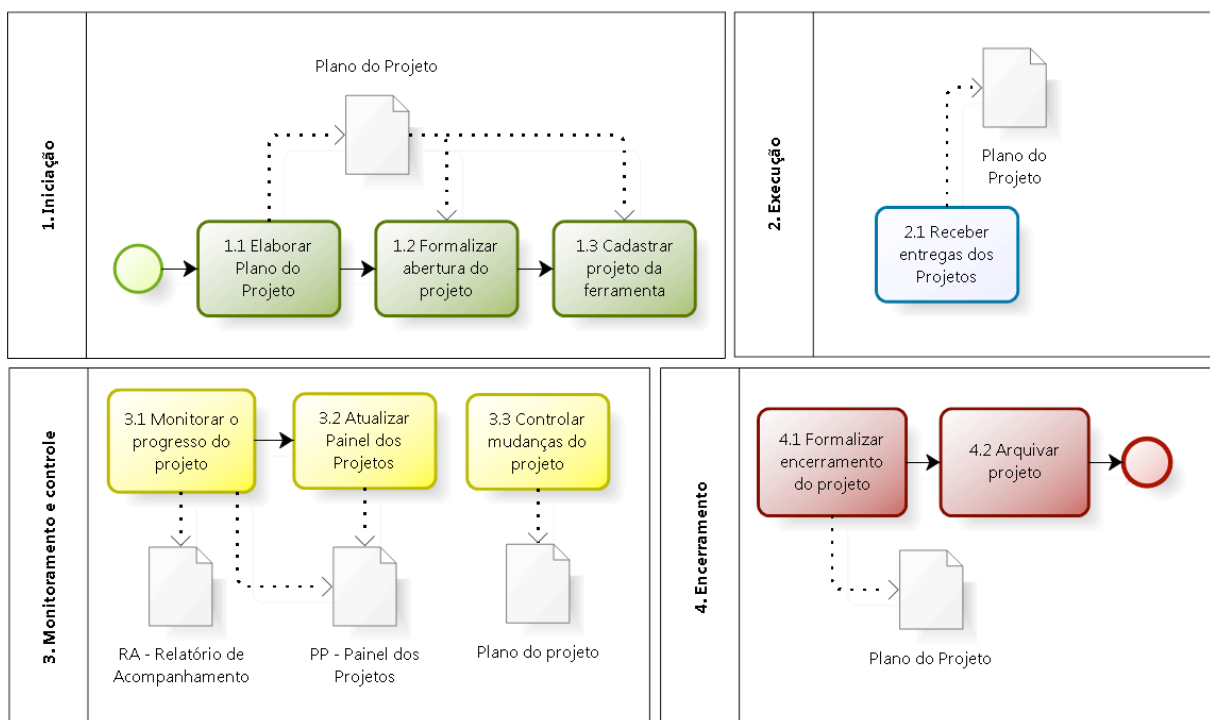 1. Iniciação
Plano do Projeto
1.1 Elaborar
Plano do
Projeto
1.2 Formalizar
abertura do
projeto
1.3 Cadastrar
projeto da
ferramenta
2. Execução
Plano do
Projeto
2.1 Receber
entregas dos
Projetos
3. Monitoramento e controle
3.1 Monitorar o
progresso do
projeto
3.2 Atualizar
Painel dos
Projetos
3.3 Controlar
mudanças do
projeto
RA - Relatório de
Acompanhamento
PP - Painel dos
Projetos
Plano do projeto
4. Encerramento
4.1 Formalizar
encerramento
do projeto
4.2 Arquivar
projeto
Plano do Projeto